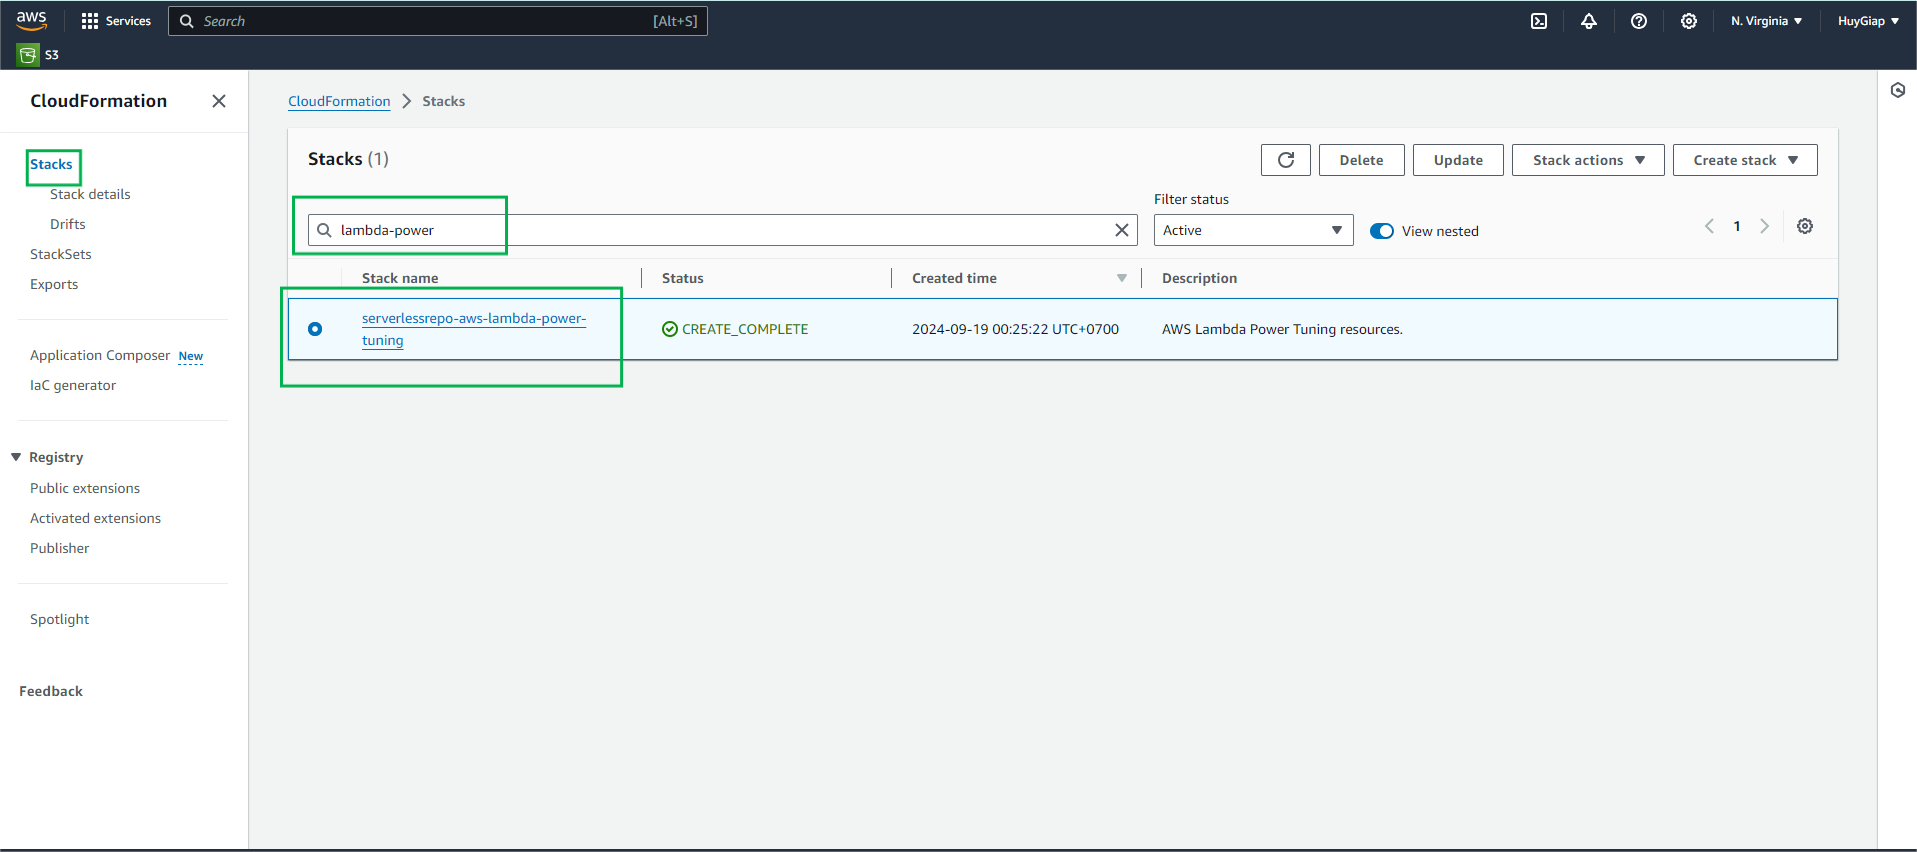 aws
Services
Search
[Alt+S]
N. Virginia
HuyGiap
S3
CloudFormation
Stacks
Stack details
Drifts
StackSets
Exports
Application Composer New
IaC generator
Registry
Public extensions
Activated extensions
Publisher
Spotlight
Feedback
CloudFormation
Stacks
Stacks (1)
Delete
Update
Stack actions
Create stack
Filter status
lambda-power
Active
View nested
1
Stack name
Status
Created time
Description
serverlessrepo-aws-lambda-power-
tuning
CREATE_COMPLETE
2024-09-19 00:25:22 UTC+0700
AWS Lambda Power Tuning resources.